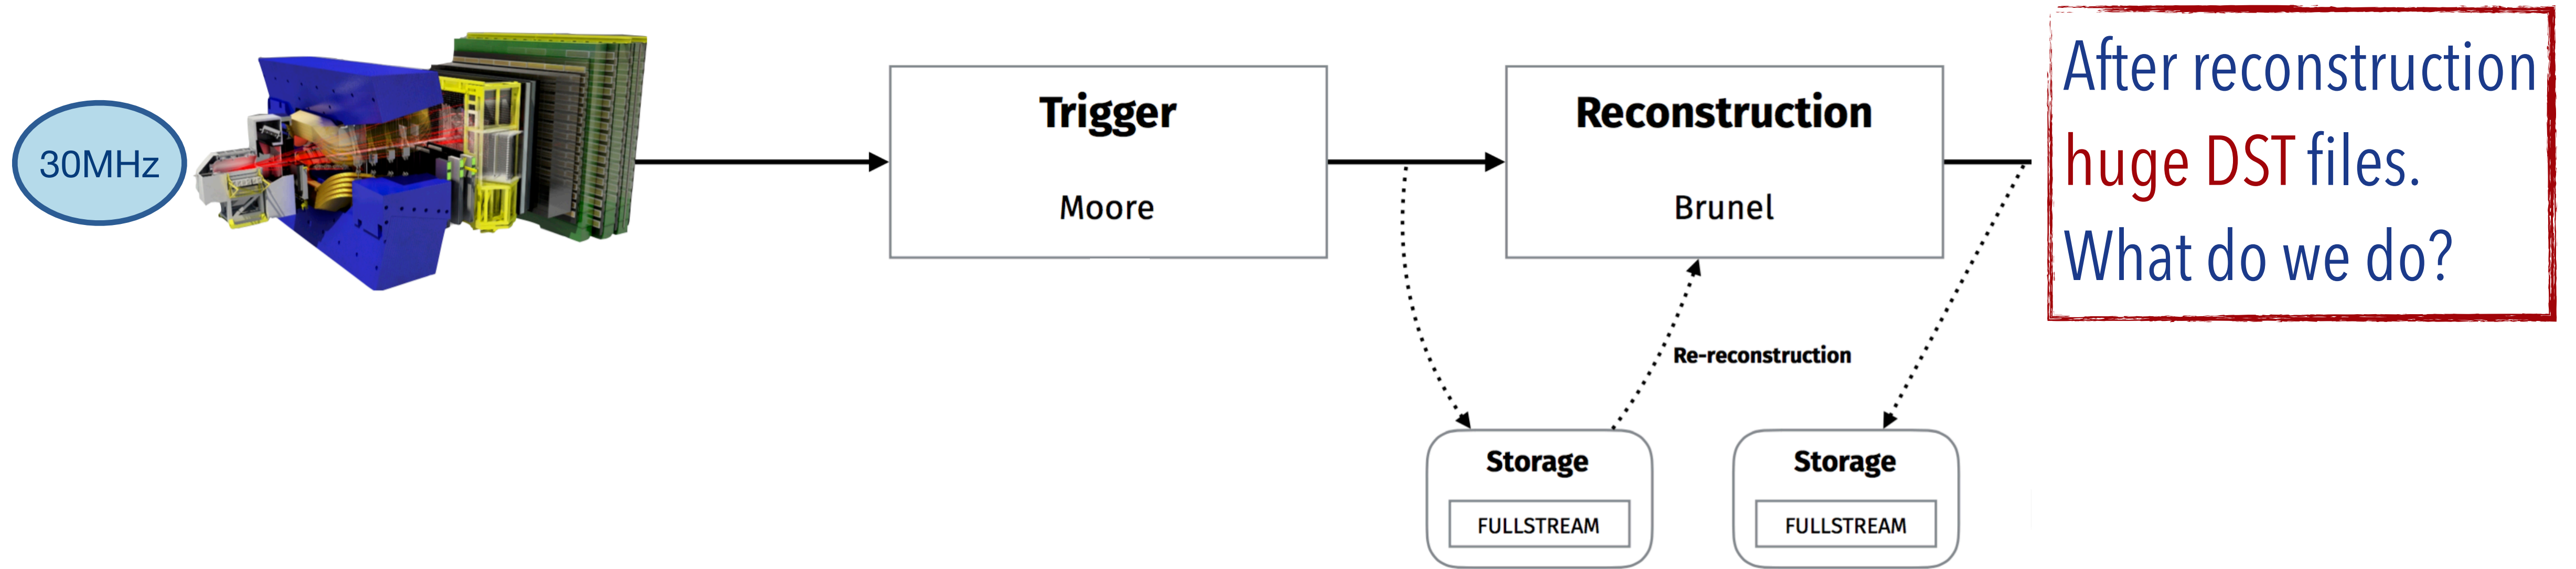 30MHz
Trigger
Moore
Reconstruction
Brunel
After reconstruction
huge DST files.
What do we do?
Re-reconstruction
Storage
FULLSTREAM
Storage
FULLSTREAM